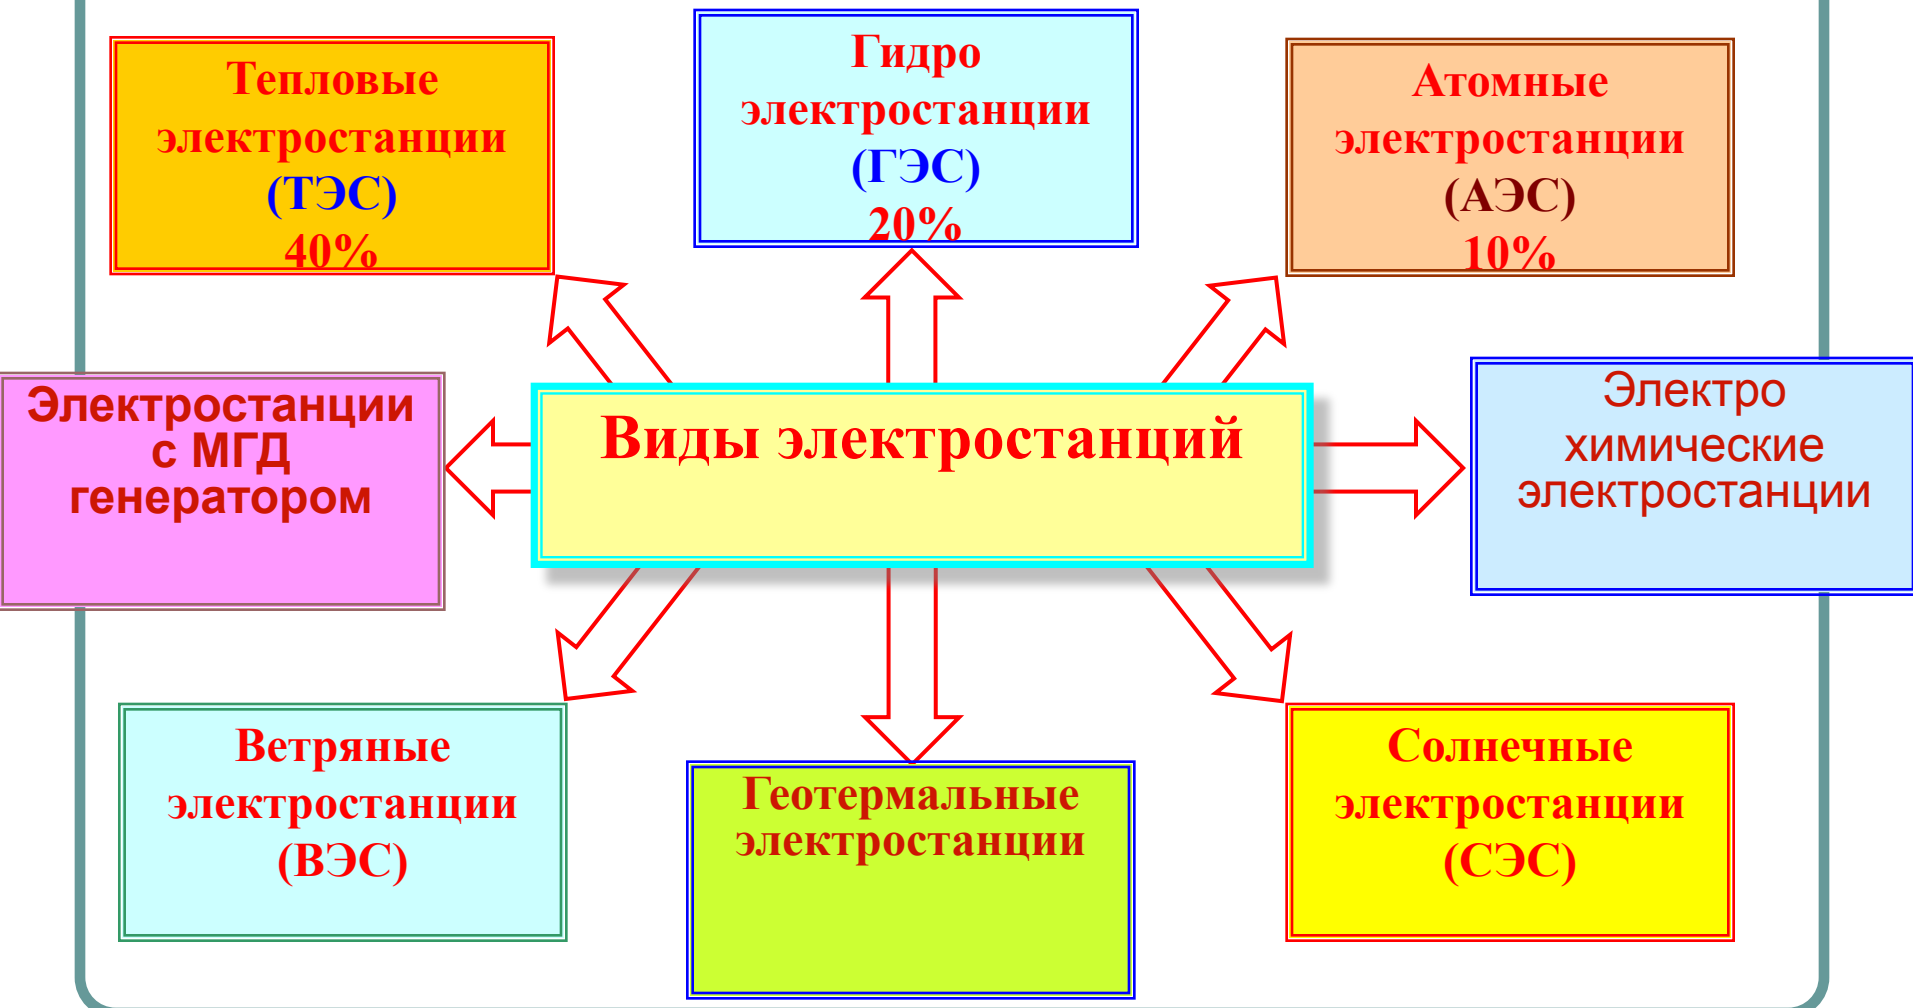 Тепловые
электростанции
(ТЭС)
40%
Гидро
электростанции
(ГЭС)
20%
Атомные
электростанции
(АЭС)
10%
Электростанции
с МГД
генератором
Виды электростанций
Электро
химические
электростанции
Ветряные
электростанции
(ВЭС)
Геотермальные
электростанции
Солнечные
электростанции
(СЭС)